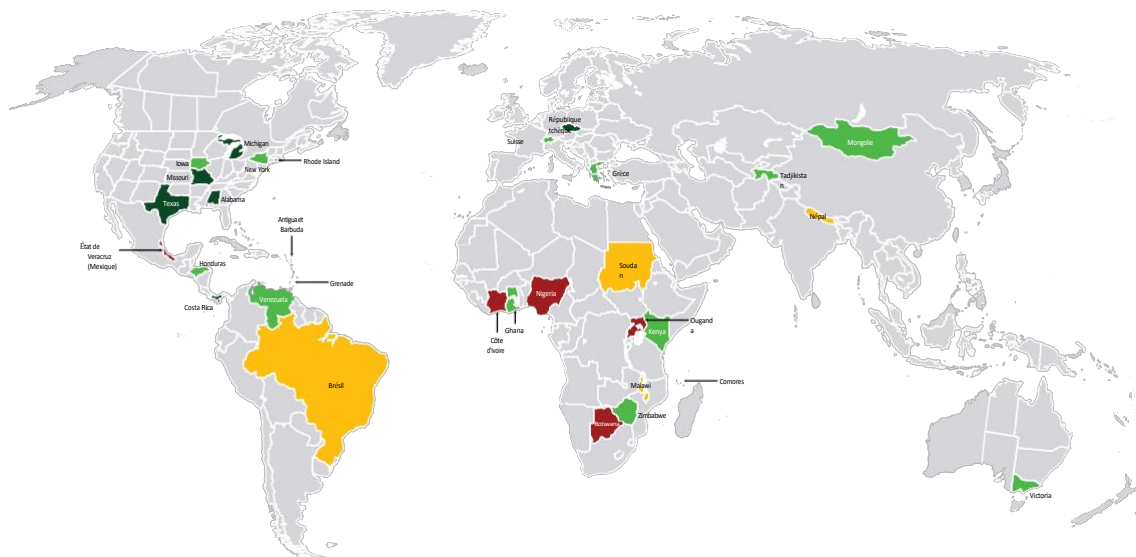 Michigan
Iowa
Rhode Island
New York
Missouri
Texas
Alabama
Antigua et
Barbuda
État de
Veracruz
(Mexique)
Honduras
Grenade
Costa Rica
Venezuela
Brésil
République
tchèque
Suisse
Grèce
Tadjikista
n
Mongolie
Népal
Souda
n
Nigeria
Ghana
Côte
d'Ivoire
Ougand
a
Kenya
Malawi
Comores
Zimbabwe
Botswana
Victoria